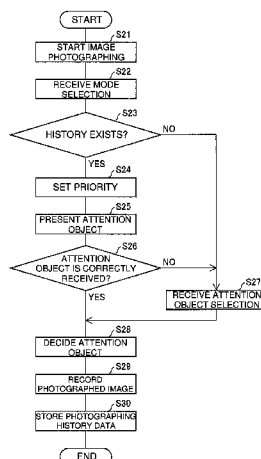 START
S21
START IMAGE
PHOTOGRAPHING
S22
RECEIVE MODE
SELECTION
S23
HISTORY EXISTS?
NO
YES
S24
SET PRIORITY
S25
PRESENT ATTENTION
OBJECT
S26
ATTENTION
OBJECT IS CORRECTLY
RECEIVED?
NO
YES
S27
RECEIVE ATTENTION
OBJECT SELECTION
S28
DECIDE ATTENTION
OBJECT
S29
RECORD
PHOTOGRAPHED IMAGE
S30
STORE PHOTOGRAPHING
HISTORY DATA
END